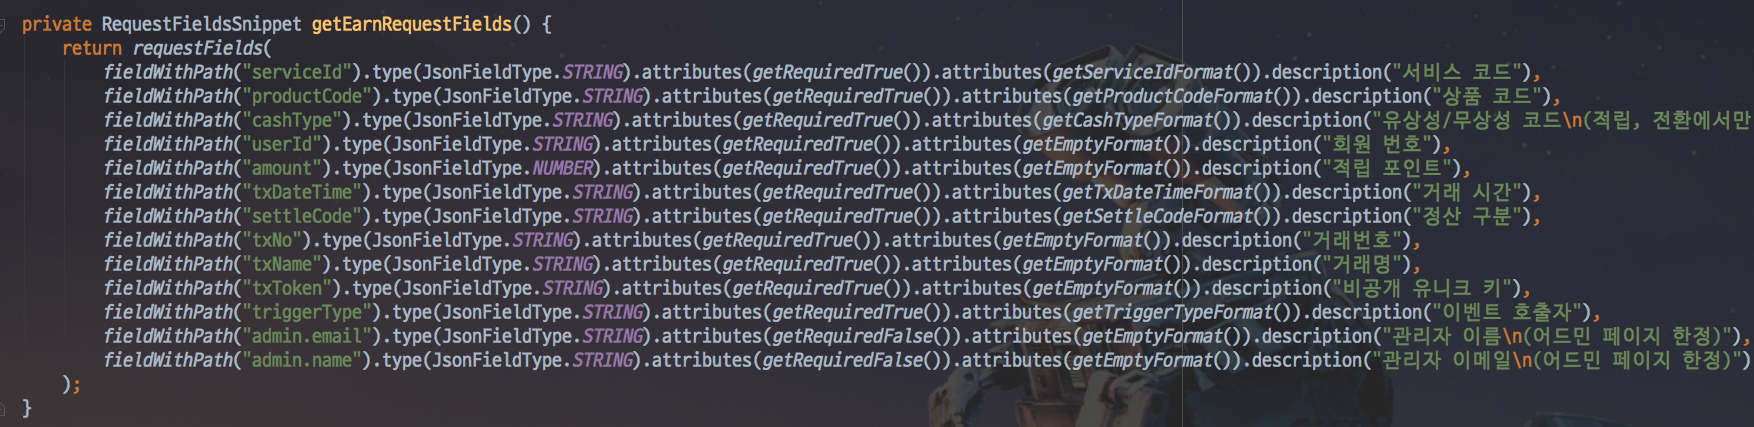 private RequestFieldsSnippet getEarnRequestFields() {
return requestFields(
fieldWithPath("serviceId").type(JsonFieldType.STRING).attributes(getRequiredTrue()).attributes(getServiceIdFormat()).description("서비스 코드"),
fieldWithPath("productCode").type(JsonFieldType.STRING).attributes(getRequiredTrue()).attributes(getProductCodeFormat()).description("상품 코드"),
fieldWithPath("cashType").type(JsonFieldType.STRING).attributes(getRequiredTrue()).attributes(getCashTypeFormat()).description("유상성/무상성 코드\n(적립, 전환에서만
fieldWithPath("userId").type(JsonFieldType.STRING).attributes(getRequiredTrue()).attributes(getEmptyFormat()).description("회원 번호"),
fieldWithPath("amount").type(JsonFieldType.NUMBER).attributes(getRequiredTrue()).attributes(getEmptyFormat()).description("적립 포인트"),
fieldWithPath("txDateTime").type(JsonFieldType.STRING).attributes(getRequiredTrue()).attributes(getTxDateTimeFormat()).description("거래 시간"),
fieldWithPath("settleCode").type(JsonFieldType.STRING).attributes(getRequiredTrue()).attributes(getSettleCodeFormat()).description("정산 구분"),
fieldWithPath("txNo").type(JsonFieldType.STRING).attributes(getRequiredTrue()).attributes(getEmptyFormat()).description("거래번호"),
fieldWithPath("txName").type(JsonFieldType.STRING).attributes(getRequiredTrue()).attributes(getEmptyFormat()).description("거래명"),
fieldWithPath("txToken").type(JsonFieldType.STRING).attributes(getRequiredTrue()).attributes(getEmptyFormat()).description("비공개 유니크 키"),
fieldWithPath("triggerType").type(JsonFieldType.STRING).attributes(getRequiredTrue()).attributes(getTriggerTypeFormat()).description("이벤트 호출자"),
fieldWithPath("admin.email").type(JsonFieldType.STRING).attributes(getRequiredFalse()).attributes(getEmptyFormat()).description("관리자 이름\n(어드민 페이지 한정)"),
fieldWithPath("admin.name").type(JsonFieldType.STRING).attributes(getRequiredFalse()).attributes(getEmptyFormat()).description("관리자 이메일\n(어드민 페이지 한정)")
);
}